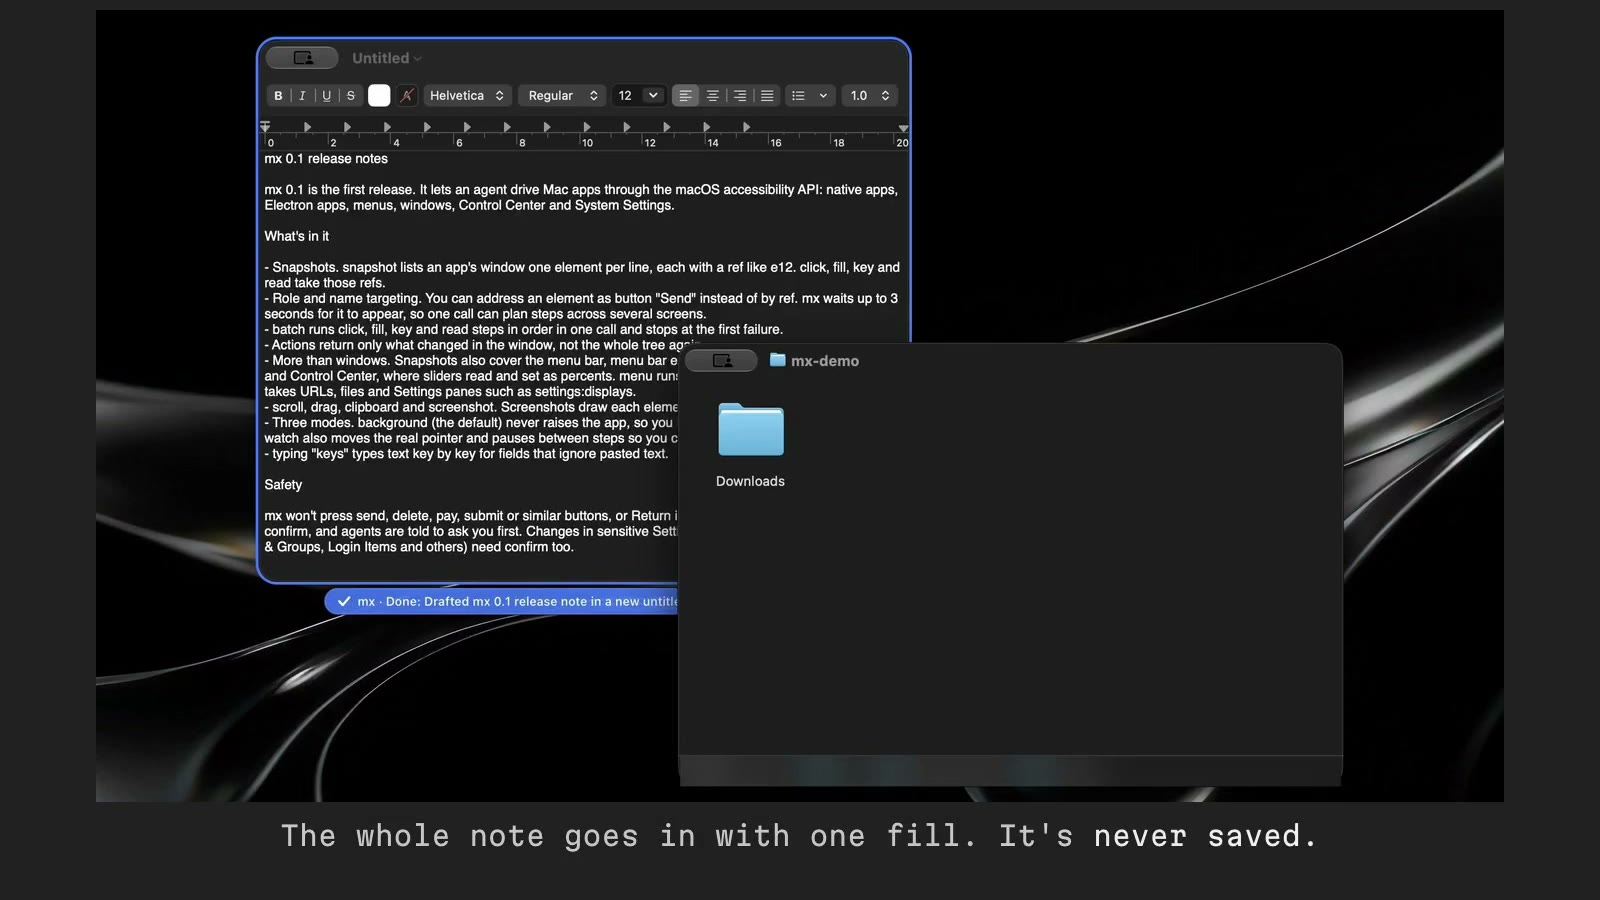 Untitled
B I U S Helvetica Regular 12 1.0
0 2 4 6 8 10 12 14 16 18 20
mx 0.1 release notes
mx 0.1 is the first release. It lets an agent drive Mac apps through the macOS accessibility API: native apps,
Electron apps, menus, windows, Control Center and System Settings.
What's in it
- Snapshots. snapshot lists an app's window one element per line, each with a ref like e12. click, fill, key and
read take those refs.
- Role and name targeting. You can address an element as button "Send" instead of by ref. mx waits up to 3
seconds for it to appear, so one call can plan steps across several screens.
- batch runs click, fill, key and read steps in order in one call and stops at the first failure.
- Actions return only what changed in the window, not the whole tree again.
- More than windows. Snapshots also cover the menu bar, menu bar e
and Control Center, where sliders read and set as percents. menu runs
takes URLs, files and Settings panes such as settings:displays.
- scroll, drag, clipboard and screenshot. Screenshots draw each eleme
- Three modes. background (the default) never raises the app, so you
watch also moves the real pointer and pauses between steps so you c
- typing "keys" types text key by key for fields that ignore pasted text.
Safety
mx won't press send, delete, pay, submit or similar buttons, or Return i
confirm, and agents are told to ask you first. Changes in sensitive Setti
& Groups, Login Items and others) need confirm too.
mx · Done: Drafted mx 0.1 release note in a new untitle
mx-demo
Downloads
The whole note goes in with one fill. It's never saved.